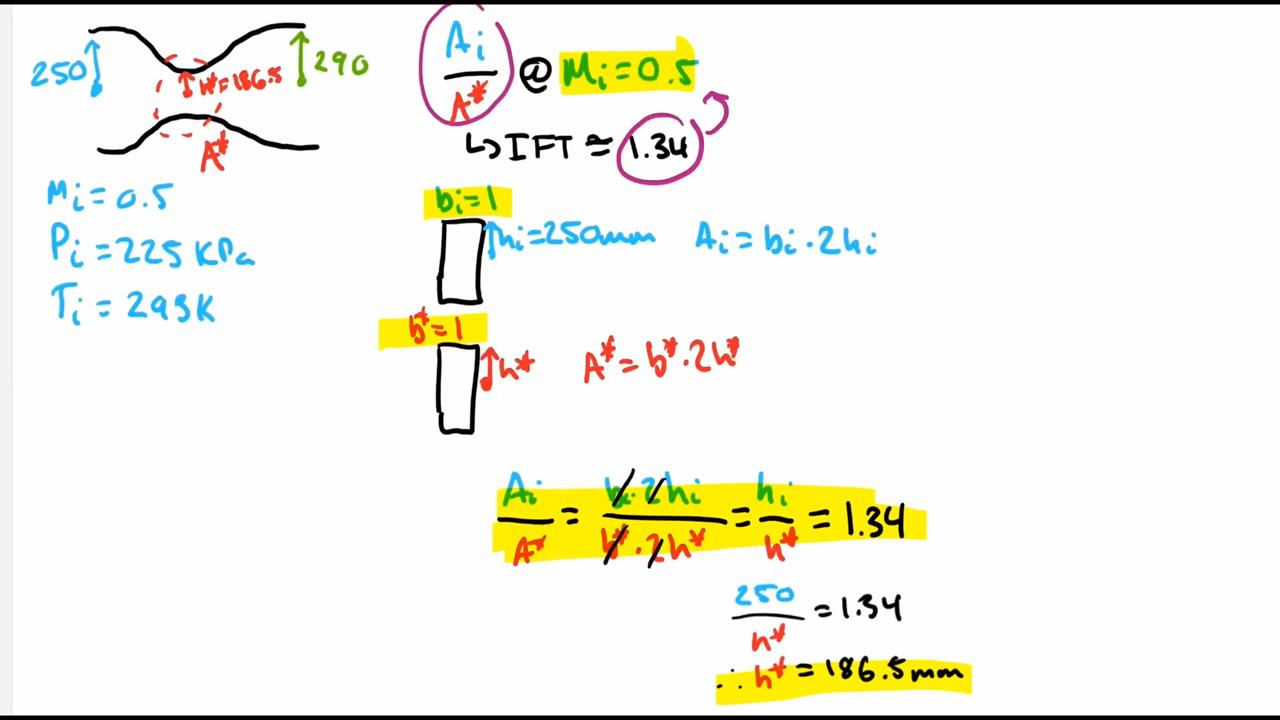 250
h*=186.5
290
A*
Mi=0.5
Pi=225 kPa
Ti=293K
Ai/A* @ Mi=0.5
↳ IFT ≅ 1.34
bi=1
hi=250mm Ai=bi·2hi
b*=1
h* A*=b*·2h*
Ai/A* = bi·2hi/b*·2h* = hi/h* = 1.34
250/h* = 1.34
∴ h* = 186.5mm